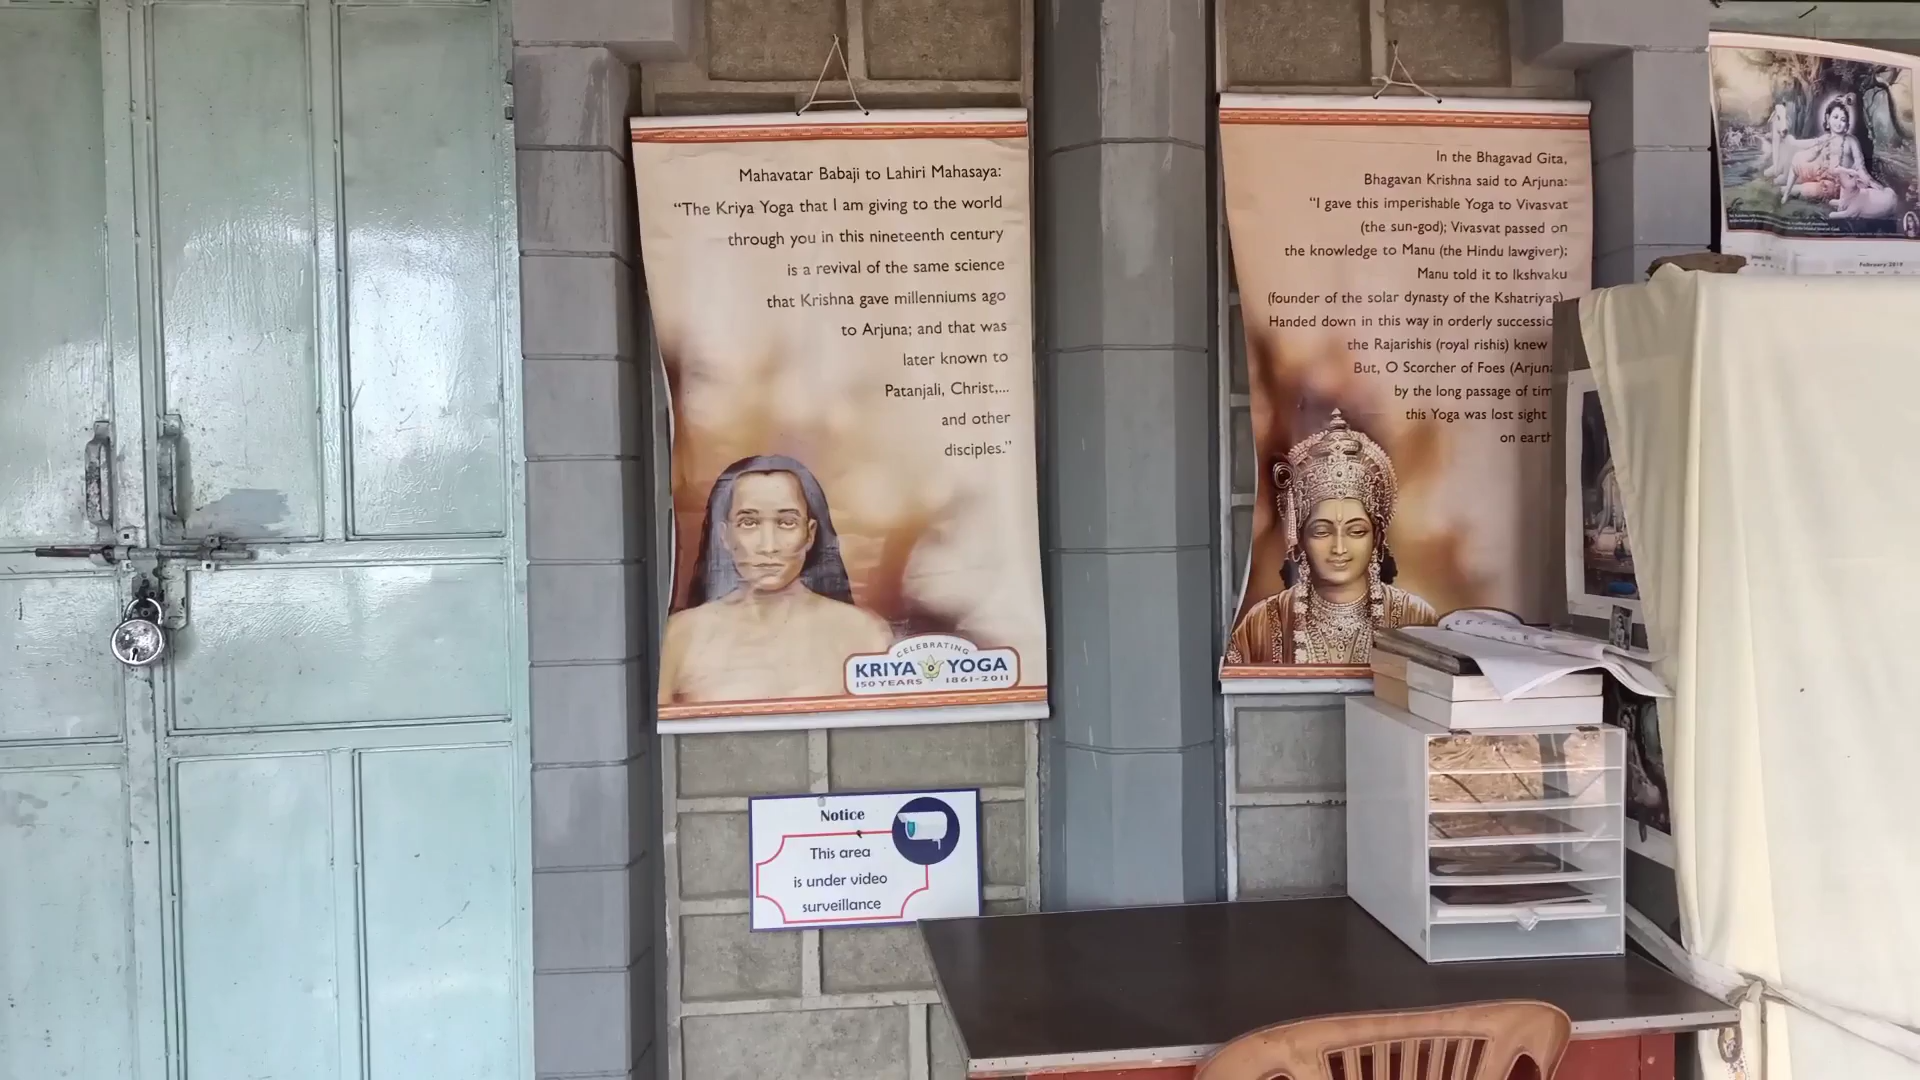 Mahavatar Babaji to Lahiri Mahasaya:
“The Kriya Yoga that I am giving to the world
through you in this nineteenth century
is a revival of the same science
that Krishna gave millenniums ago
to Arjuna; and that was
later known to
Patanjali, Christ,...
and other
disciples.”
CELEBRATING
KRIYA YOGA
150 YEARS 1861-2011
Notice
This area
is under video
surveillance
In the Bhagavad Gita,
Bhagavan Krishna said to Arjuna:
“I gave this imperishable Yoga to Vivasvat
(the sun-god); Vivasvat passed on
the knowledge to Manu (the Hindu lawgiver);
Manu told it to Ikshvaku
(founder of the solar dynasty of the Kshatriyas)
Handed down in this way in orderly successio
the Rajarishis (royal rishis) knew
But, O Scorcher of Foes (Arjuna
by the long passage of tim
this Yoga was lost sight
on earth
February 2019